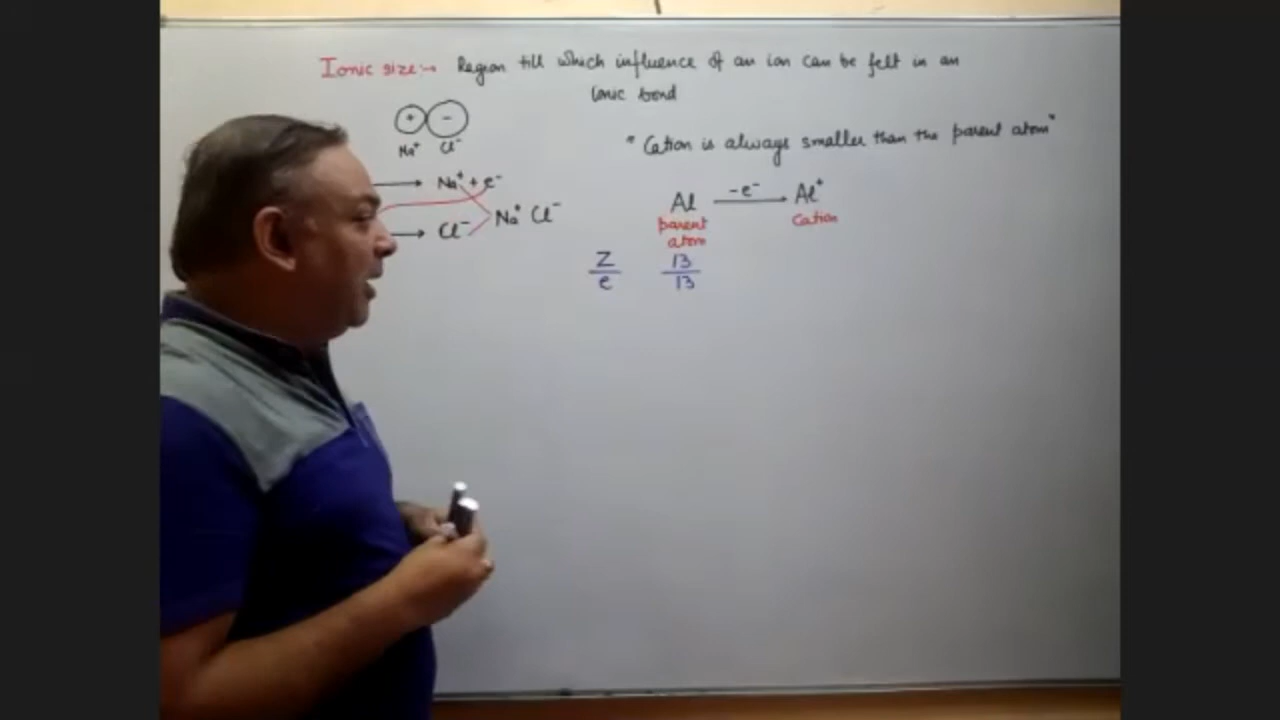 Ionic size:→ Region till which influence of an ion can be felt in an
ionic bond
+ −
Na⁺ Cl⁻
→ Na⁺ + e⁻
→ Cl⁻
Na⁺ Cl⁻
"Cation is always smaller than the parent atom"
Al −e⁻→ Al⁺
parent atom
Cation
Z/e 13/13